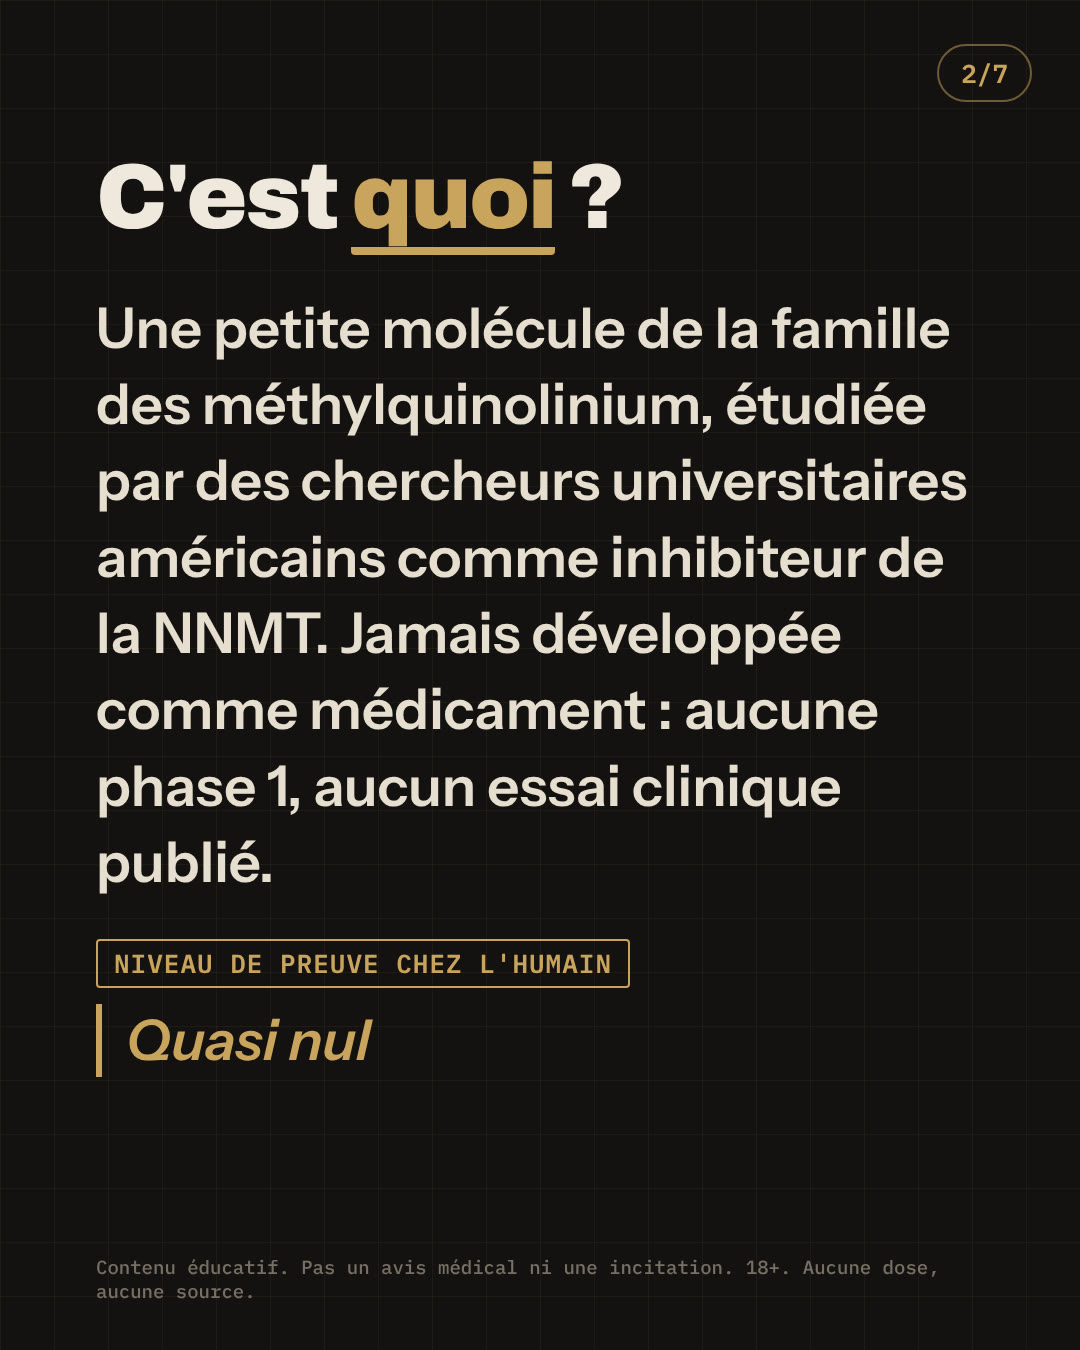 2/7
C'est quoi ?
Une petite molécule de la famille
des méthylquinolinium, étudiée
par des chercheurs universitaires
américains comme inhibiteur de
la NNMT. Jamais développée
comme médicament : aucune
phase 1, aucun essai clinique
publié.
NIVEAU DE PREUVE CHEZ L'HUMAIN
Quasi nul
Contenu éducatif. Pas un avis médical ni une incitation. 18+. Aucune dose,
aucune source.